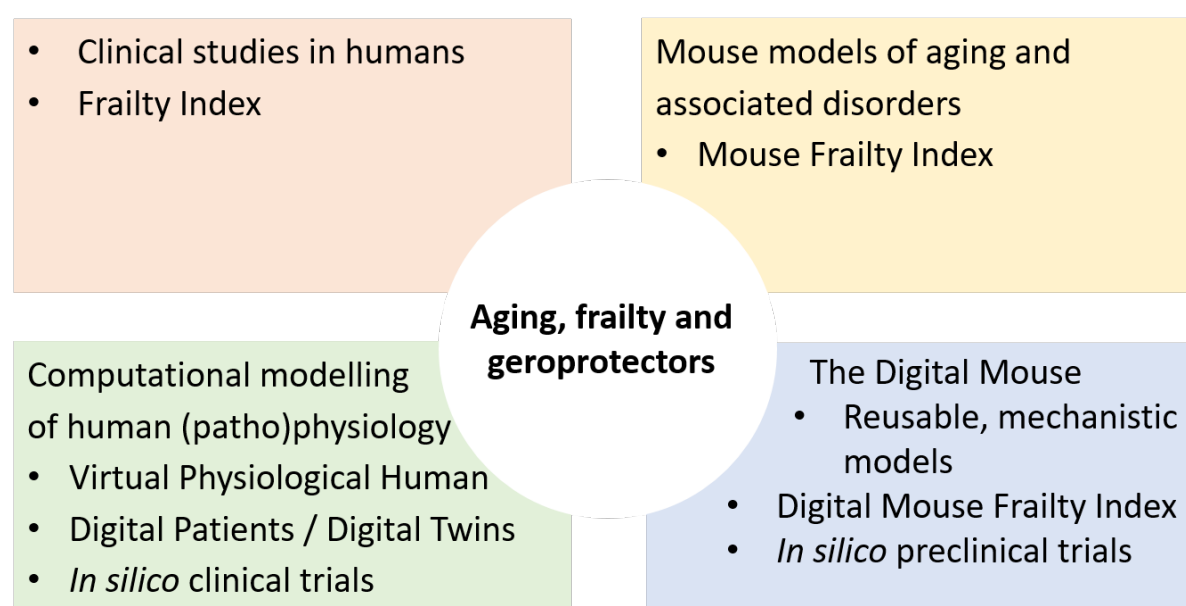 • Clinical studies in humans
• Frailty Index
Mouse models of aging and
associated disorders
• Mouse Frailty Index
Aging, frailty and
geroprotectors
Computational modelling
of human (patho)physiology
• Virtual Physiological Human
• Digital Patients / Digital Twins
• In silico clinical trials
The Digital Mouse
• Reusable, mechanistic
models
• Digital Mouse Frailty Index
• In silico preclinical trials